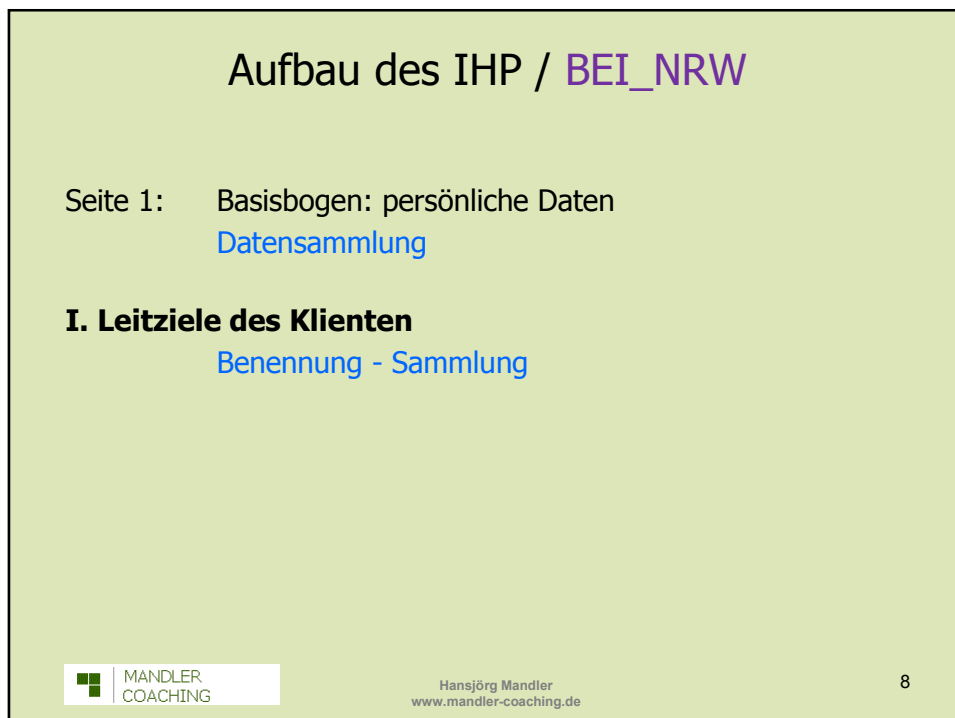 Aufbau des IHP / BEI_NRW
Seite 1: Basisbogen: persönliche Daten
Datensammlung
I. Leitziele des Klienten
Benennung - Sammlung
MANDLER
COACHING
Hansjörg Mandler
www.mandler-coaching.de
8